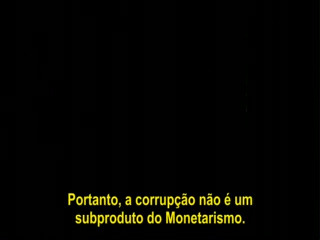 Portanto, a corrupção não é um
subproduto do Monetarismo.